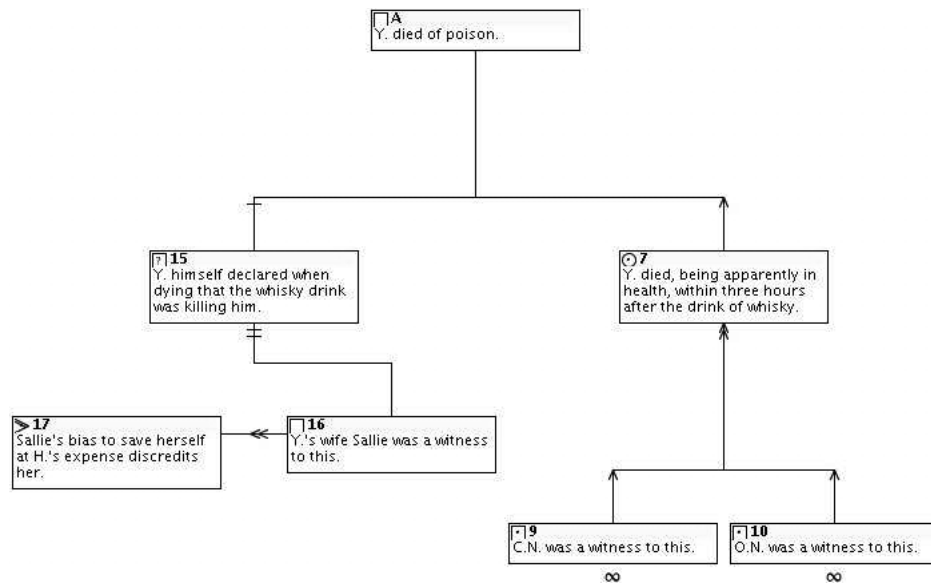 A
Y. died of poison.
? 15
Y. himself declared when
dying that the whisky drink
was killing him.
7
Y. died, being apparently in
health, within three hours
after the drink of whisky.
17
Sallie's bias to save herself
at H.'s expense discredits
her.
16
Y.'s wife Sallie was a witness
to this.
9
C.N. was a witness to this.
10
O.N. was a witness to this.
∞
∞